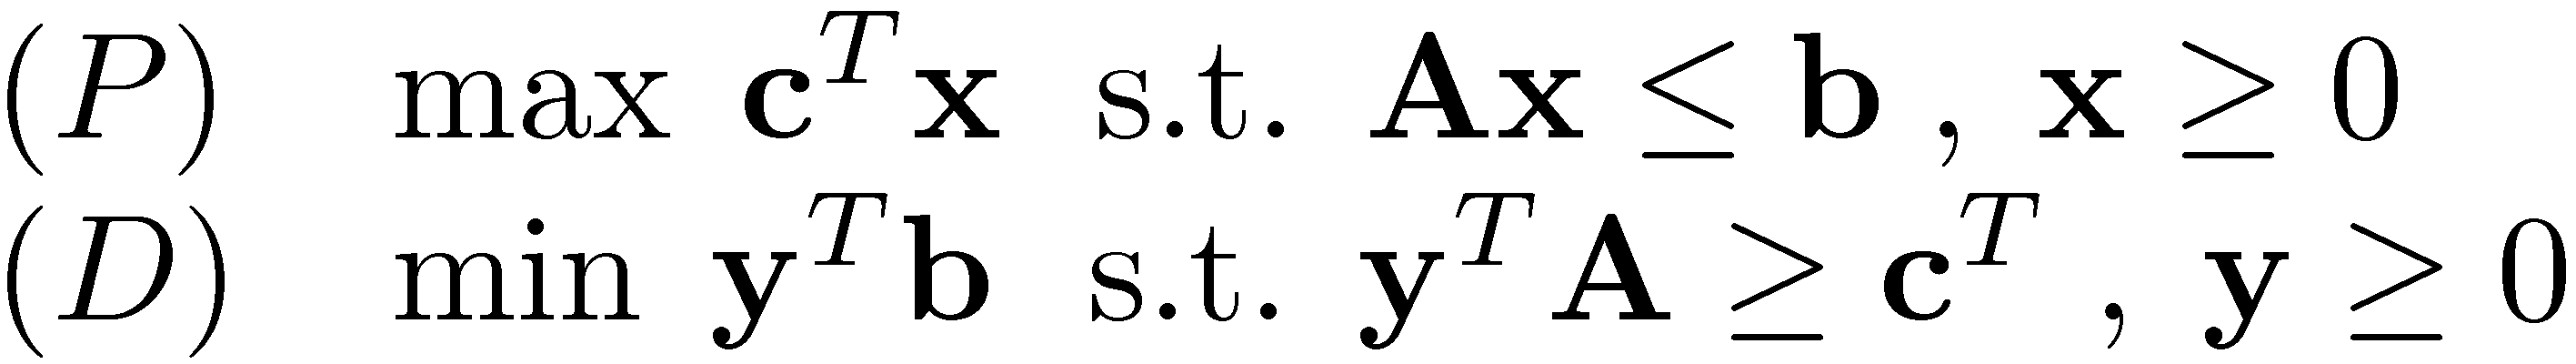 (P) max c^T x s.t. Ax ≤ b , x ≥ 0
(D) min y^T b s.t. y^T A ≥ c^T , y ≥ 0